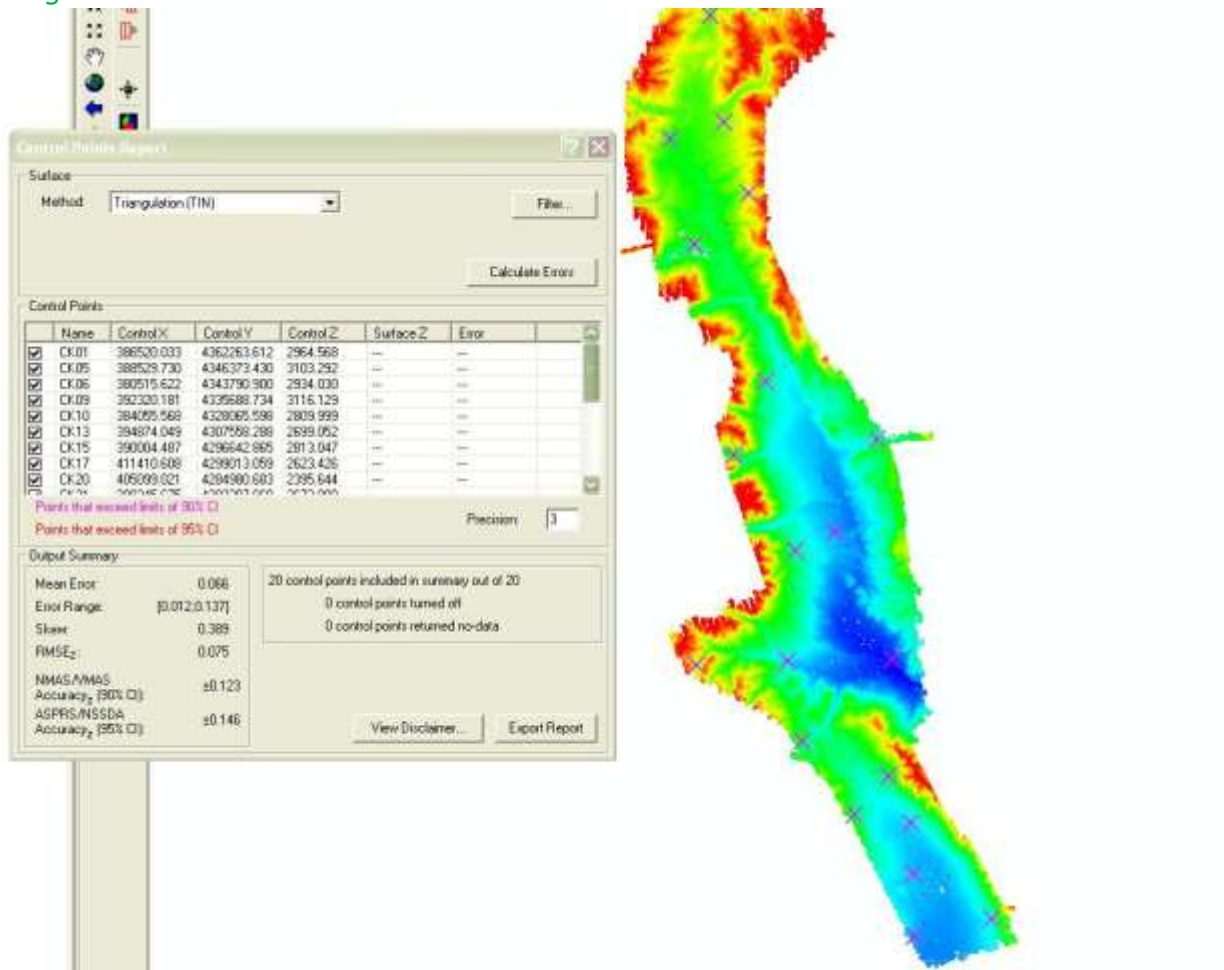 Control Points Report
Surface
Method: Triangulation (TIN)
Filter...
Calculate Errors
Control Points
Name Control X Control Y Control Z Surface Z Error
CK01 386520.033 4362263.612 2964.568 --- ---
CK05 388529.730 4346373.430 3103.292 --- ---
CK06 380515.622 4343790.900 2934.030 --- ---
CK09 392320.181 4335688.734 3116.129 --- ---
CK10 384055.568 4328065.598 2809.999 --- ---
CK13 394874.049 4307558.288 2699.052 --- ---
CK15 390004.487 4296642.865 2813.047 --- ---
CK17 411410.608 4299013.059 2623.426 --- ---
CK20 405099.021 4284980.683 2395.644 --- ---
Points that exceed limits of 90% CI
Points that exceed limits of 95% CI
Precision: 3
Output Summary
Mean Error: 0.066
Error Range: [0.012;0.137]
Skew: 0.389
RMSEz: 0.075
NMAS/VMAS
Accuracyz (90% CI): ±0.123
ASPRS/NSSDA
Accuracyz (95% CI): ±0.146
20 control points included in summary out of 20
0 control points turned off
0 control points returned no-data
View Disclaimer...
Export Report